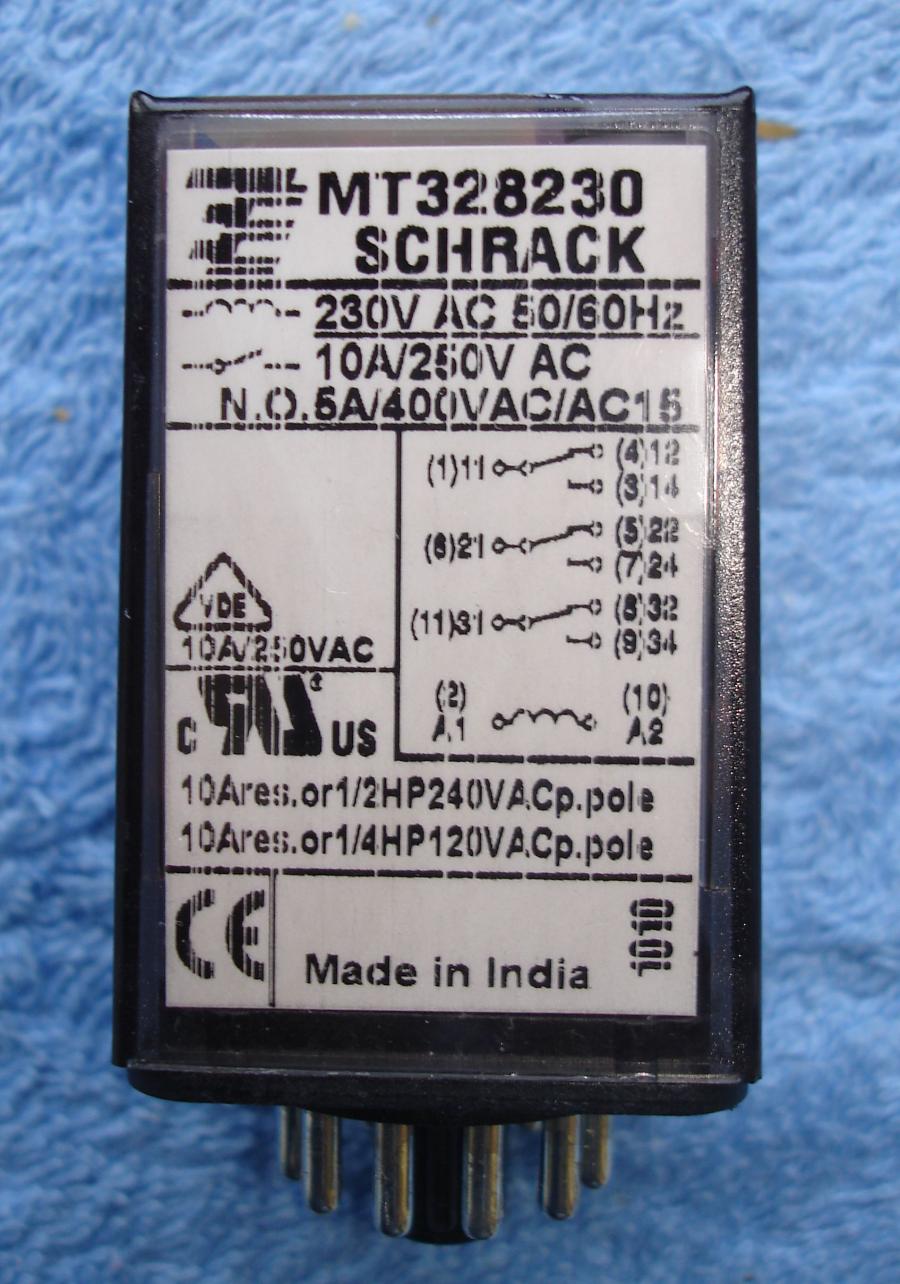 MT328230
SCHRACK
230V AC 50/60Hz
10A/250V AC
N.O.5A/400VAC/AC15
(1)11 (4)12
(3)14
(6)21 (5)22
(7)24
(11)31 (8)32
(9)34
VDE
10A/250VAC
(2) (10)
A1 A2
C US
10Ares.or1/2HP240VACp.pole
10Ares.or1/4HP120VACp.pole
CE
Made in India
1010